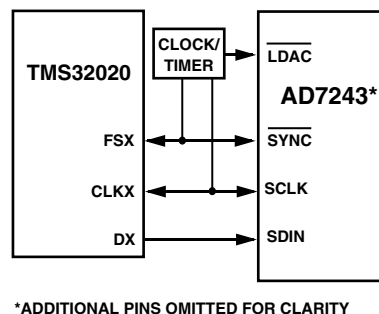 CLOCK/
TIMER
TMS32020
LDAC
AD7243*
FSX
SYNC
CLKX
SCLK
DX
SDIN
*ADDITIONAL PINS OMITTED FOR CLARITY